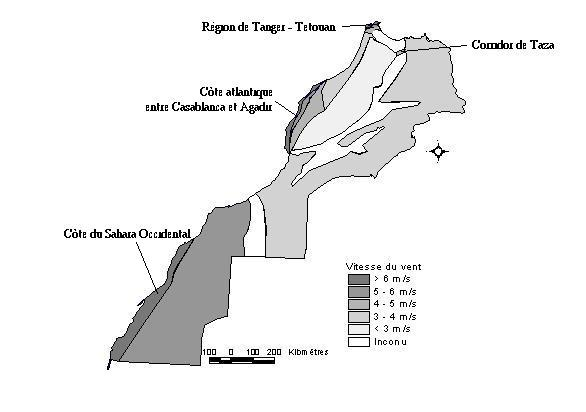 Région de Tanger - Tetouan
Corridor de Taza
Côte atlantique
entre Casablanca et Agadir
Côte du Sahara Occidental
Vitesse du vent
> 6 m/s
5 - 6 m/s
4 - 5 m/s
3 - 4 m/s
< 3 m/s
Inconu
100 0 100 200 Kilométres